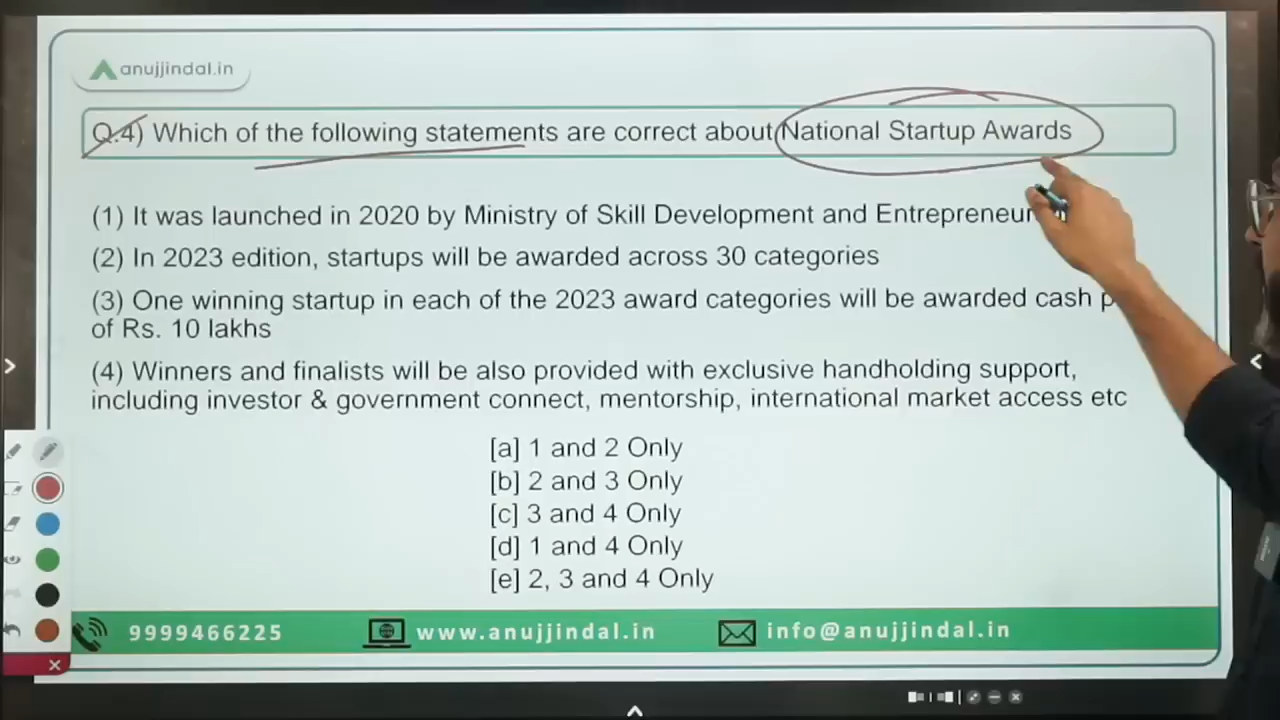 anujjindal.in
Q.4) Which of the following statements are correct about National Startup Awards
(1) It was launched in 2020 by Ministry of Skill Development and
(2) In 2023 edition, startups will be awarded across 30 categories
(3) One winning startup in each of the 2023 award categories will be awarded cash
of Rs. 10 lakhs
(4) Winners and finalists will be also provided with exclusive handholding support,
including investor & government connect, mentorship, international market access etc
[a] 1 and 2 Only
[b] 2 and 3 Only
[c] 3 and 4 Only
[d] 1 and 4 Only
[e] 2, 3 and 4 Only
9999466225 www.anujjindal.in info@anujjindal.in